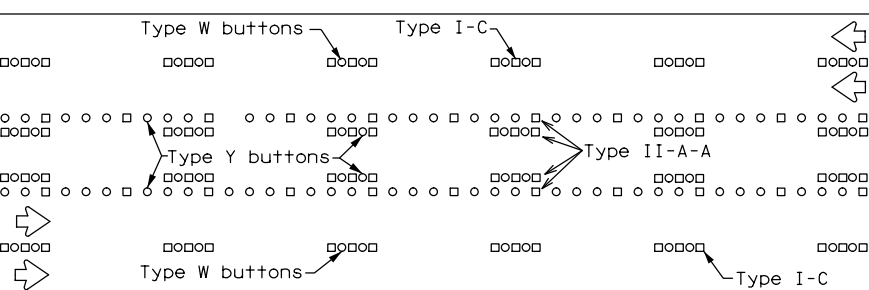 Type W buttons
Type I-C
Type Y buttons
Type II-A-A
Type W buttons
Type I-C